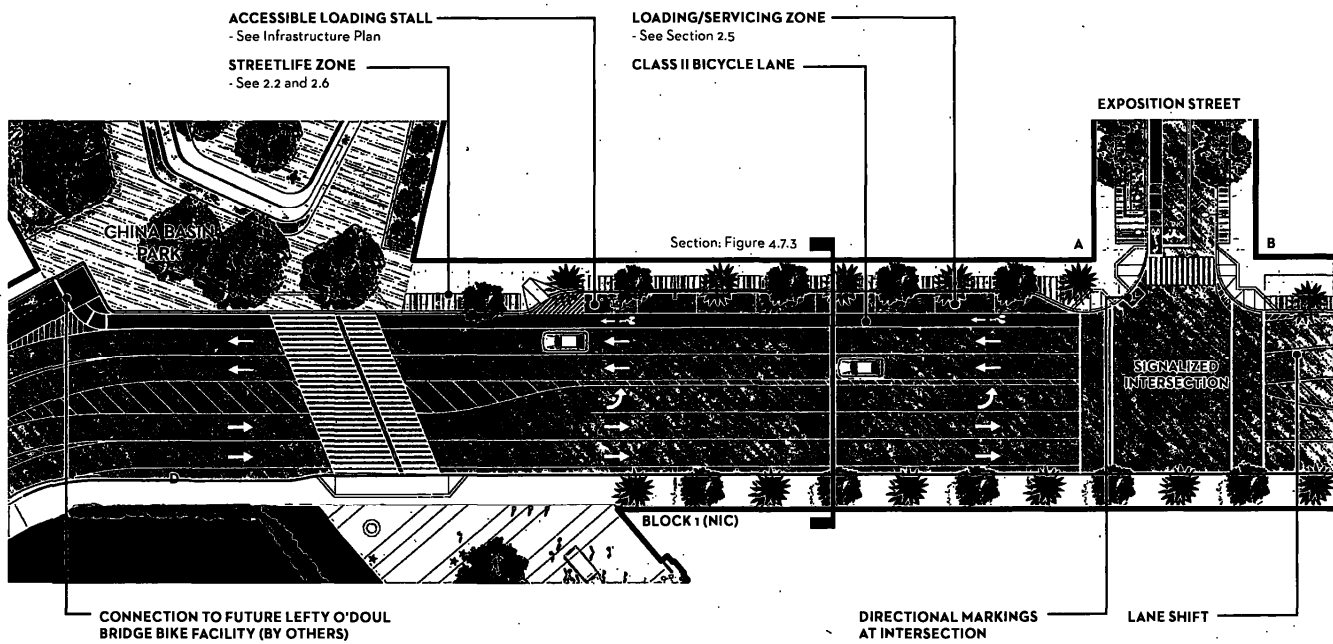 ACCESSIBLE LOADING STALL
- See Infrastructure Plan
STREETLIFE ZONE
- See 2.2 and 2.6
LOADING/SERVICING ZONE
- See Section 2.5
CLASS II BICYCLE LANE
EXPOSITION STREET
CHINA BASIN
PARK
Section: Figure 4.7.3
A
B
SIGNALIZED
INTERSECTION
D
BLOCK 1 (NIC)
CONNECTION TO FUTURE LEFTY O'DOUL
BRIDGE BIKE FACILITY (BY OTHERS)
DIRECTIONAL MARKINGS
AT INTERSECTION
LANE SHIFT